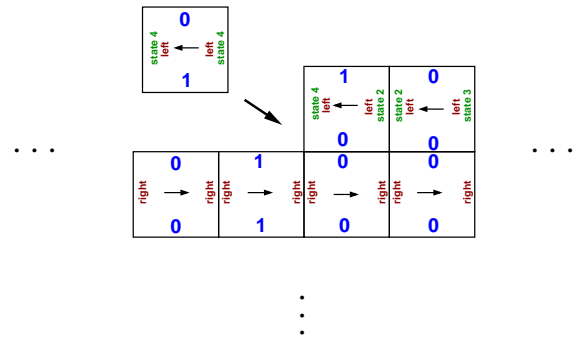 0
state 4 left left state 4
1
1 0
state 4 left left state 2 state 2 left left state 3
0 0
. . . . . .
0 1 0 0
right right right right right right right
0 1 0 0
.
.
.